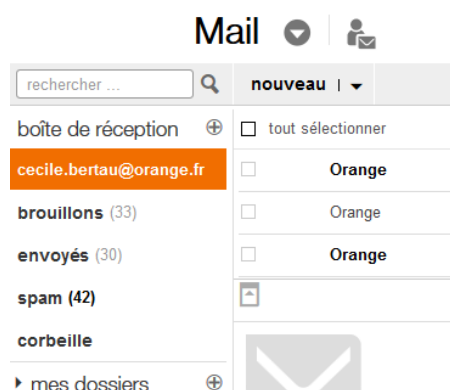 Mail
rechercher ...
nouveau
boîte de réception
tout sélectionner
cecile.bertau@orange.fr
Orange
brouillons (33)
Orange
envoyés (30)
Orange
spam (42)
corbeille
mes dossiers